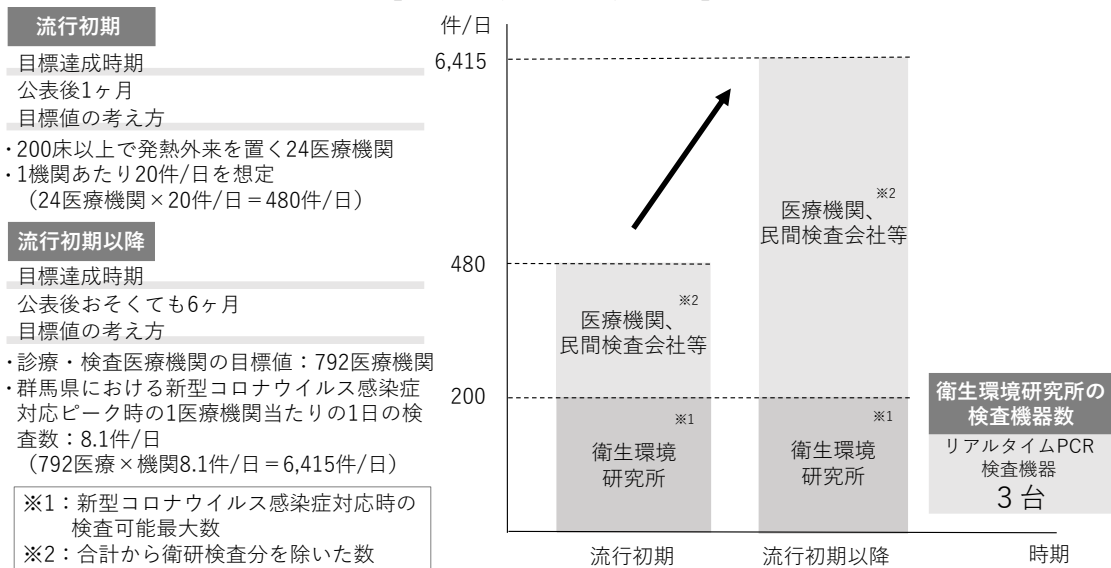 流行初期
目標達成時期
公表後1ヶ月
目標値の考え方
・200床以上で発熱外来を置く24医療機関
・1機関あたり20件/日を想定
（24医療機関×20件/日＝480件/日）
流行初期以降
目標達成時期
公表後おそくても6ヶ月
目標値の考え方
・診療・検査医療機関の目標値：792医療機関
・群馬県における新型コロナウイルス感染症
対応ピーク時の1医療機関当たりの1日の検
査数：8.1件/日
（792医療×機関8.1件/日＝6,415件/日）
※1：新型コロナウイルス感染症対応時の
検査可能最大数
※2：合計から衛研検査分を除いた数
件/日
6,415
480
200
※2
医療機関、
民間検査会社等
※1
衛生環境
研究所
流行初期
※2
医療機関、
民間検査会社等
※1
衛生環境
研究所
流行初期以降
時期
衛生環境研究所の
検査機器数
リアルタイムPCR
検査機器
3台